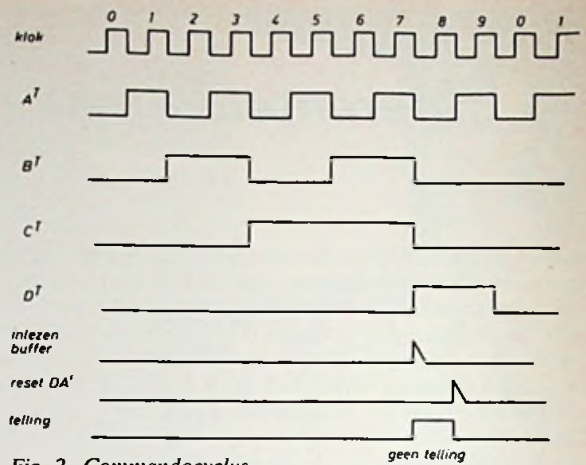 0 1 2 3 4 5 6 7 8 9 0 1
klok
A^T
B^T
C^T
D^T
inlezen
buffer
reset DA'
telling
geen telling
Fig. 2. Commandocyclus